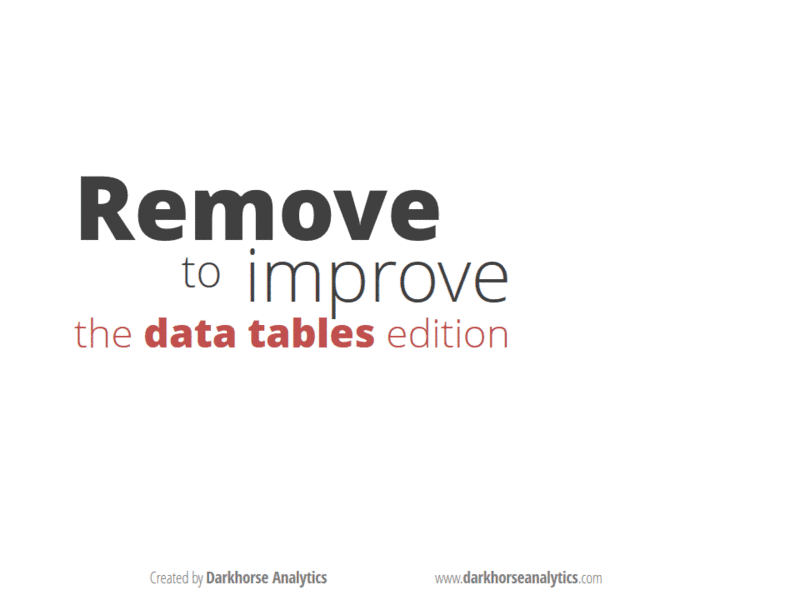 Remove
to improve
the data tables edition
Created by Darkhorse Analytics www.darkhorseanalytics.com